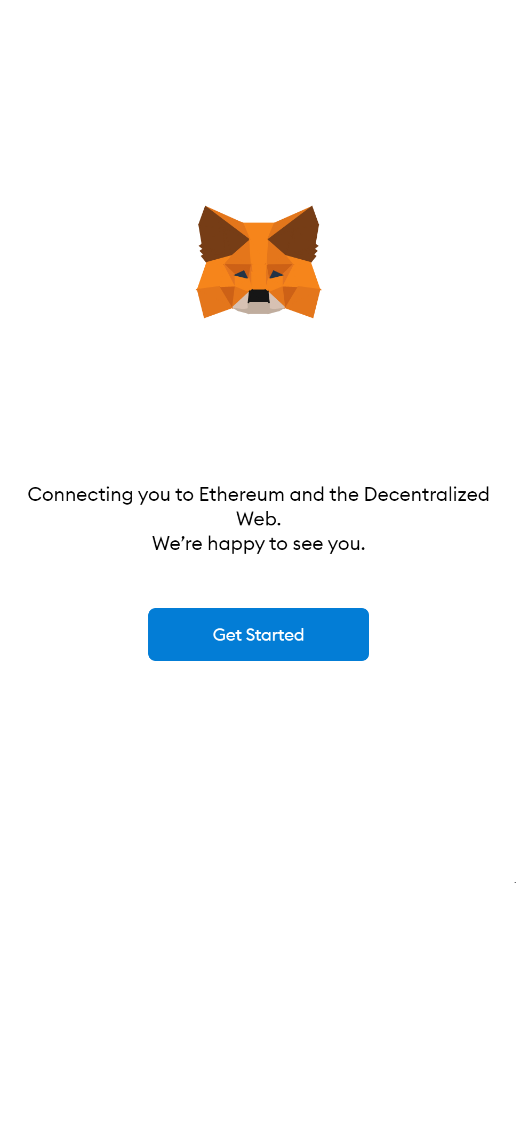 Connecting you to Ethereum and the Decentralized
Web.
We’re happy to see you.
Get Started